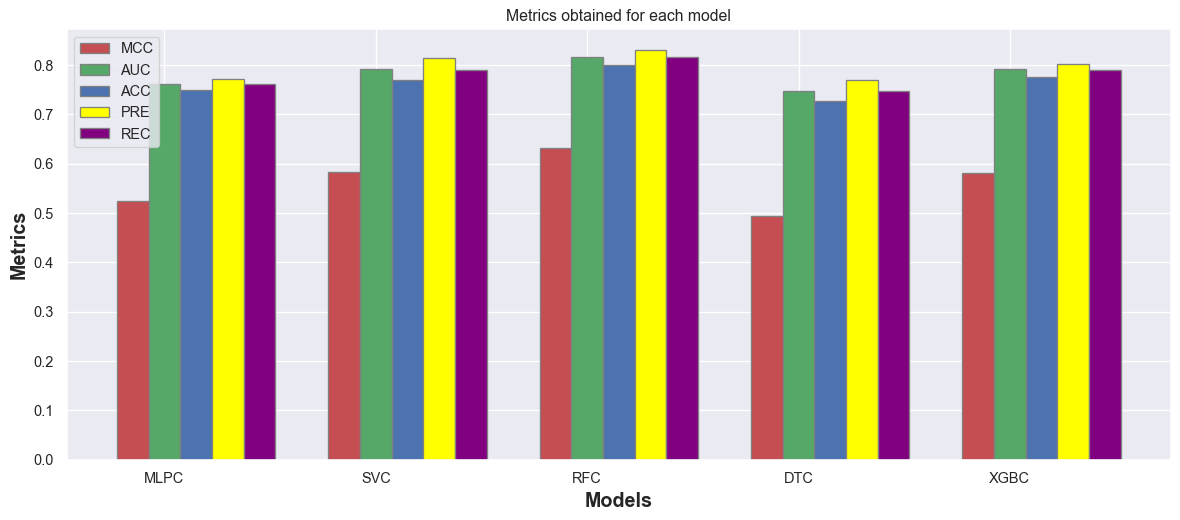 Metrics obtained for each model
MCC
AUC
ACC
PRE
REC
0.8
0.7
0.6
0.5
0.4
0.3
0.2
0.1
0.0
Metrics
MLPC SVC RFC DTC XGBC
Models